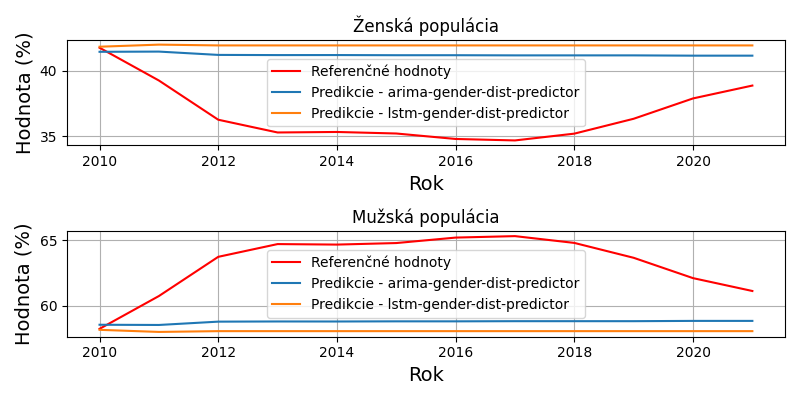 Ženská populácia
Hodnota (%)
40
35
Referenčné hodnoty
Predikcie - arima-gender-dist-predictor
Predikcie - lstm-gender-dist-predictor
2010 2012 2014 2016 2018 2020
Rok
Mužská populácia
Hodnota (%)
65
60
Referenčné hodnoty
Predikcie - arima-gender-dist-predictor
Predikcie - lstm-gender-dist-predictor
2010 2012 2014 2016 2018 2020
Rok